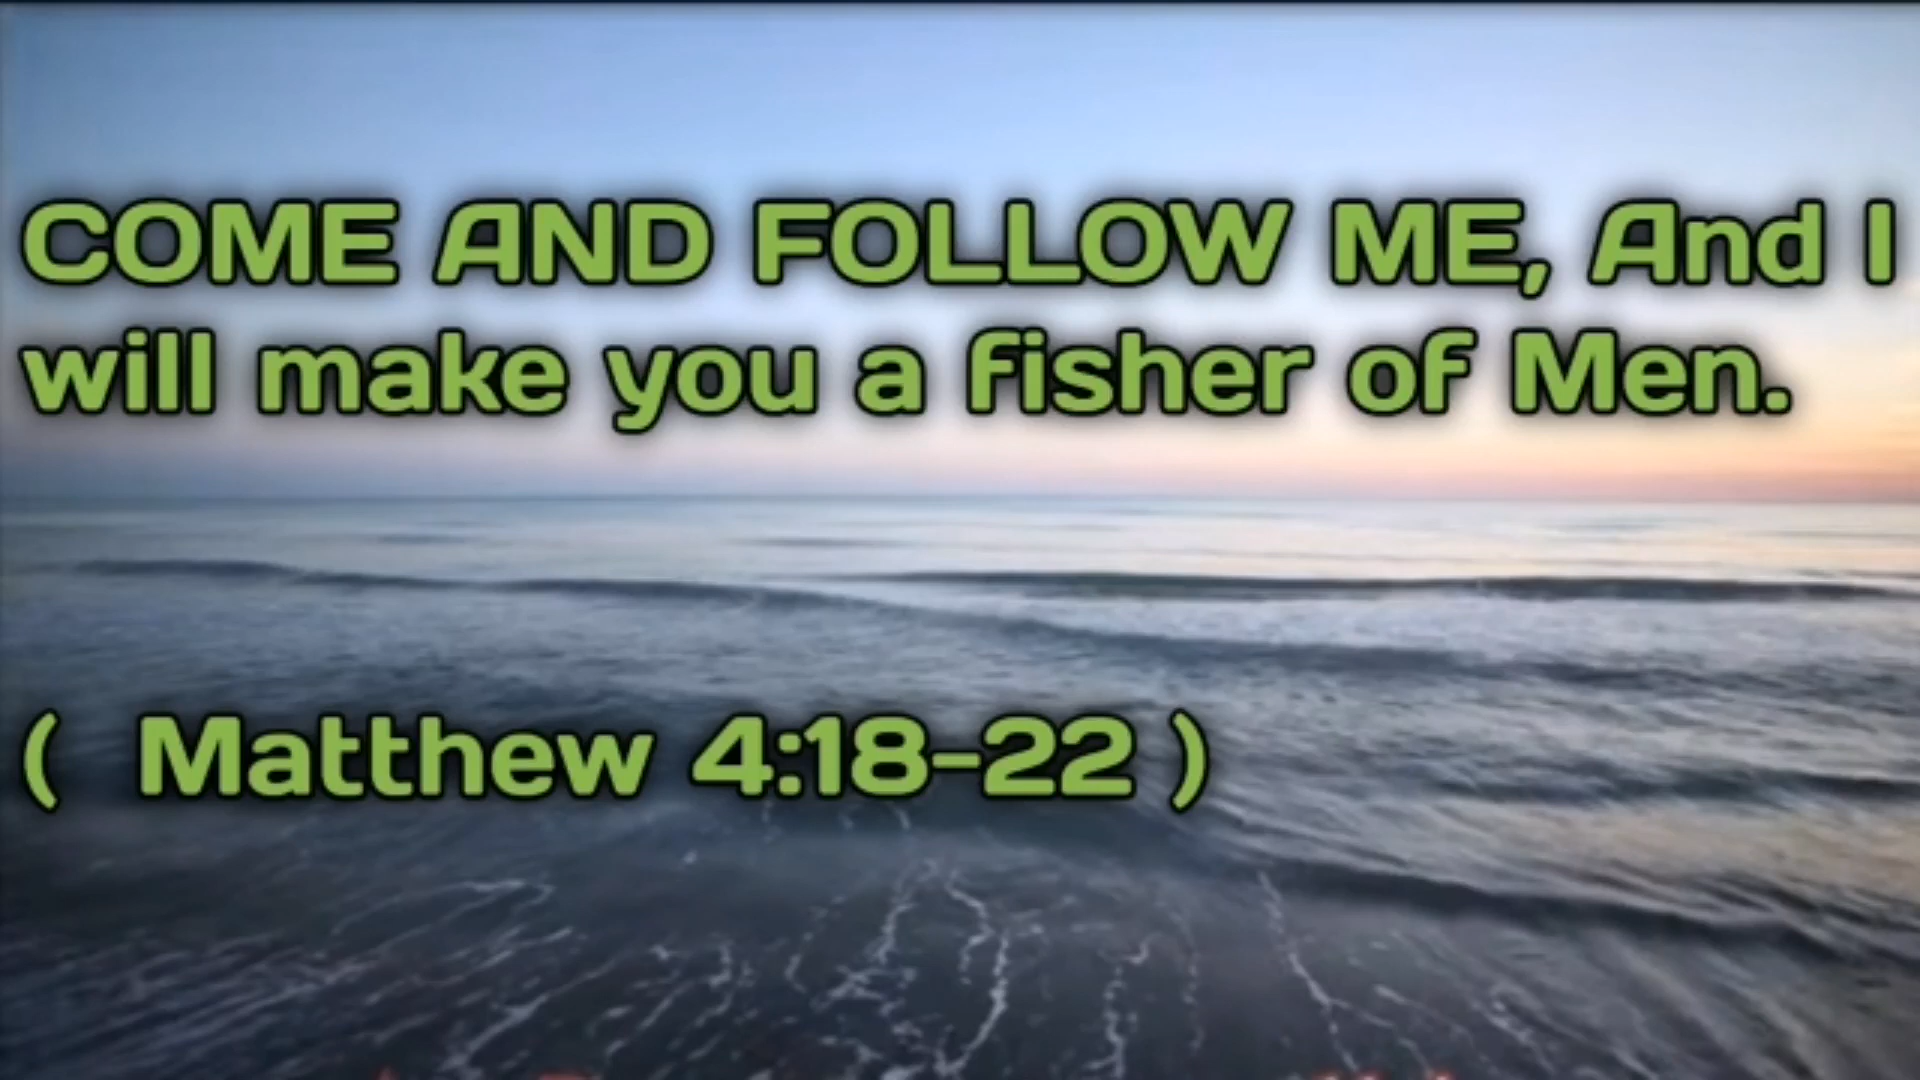 COME AND FOLLOW ME, And I
will make you a fisher of Men.
( Matthew 4:18-22 )